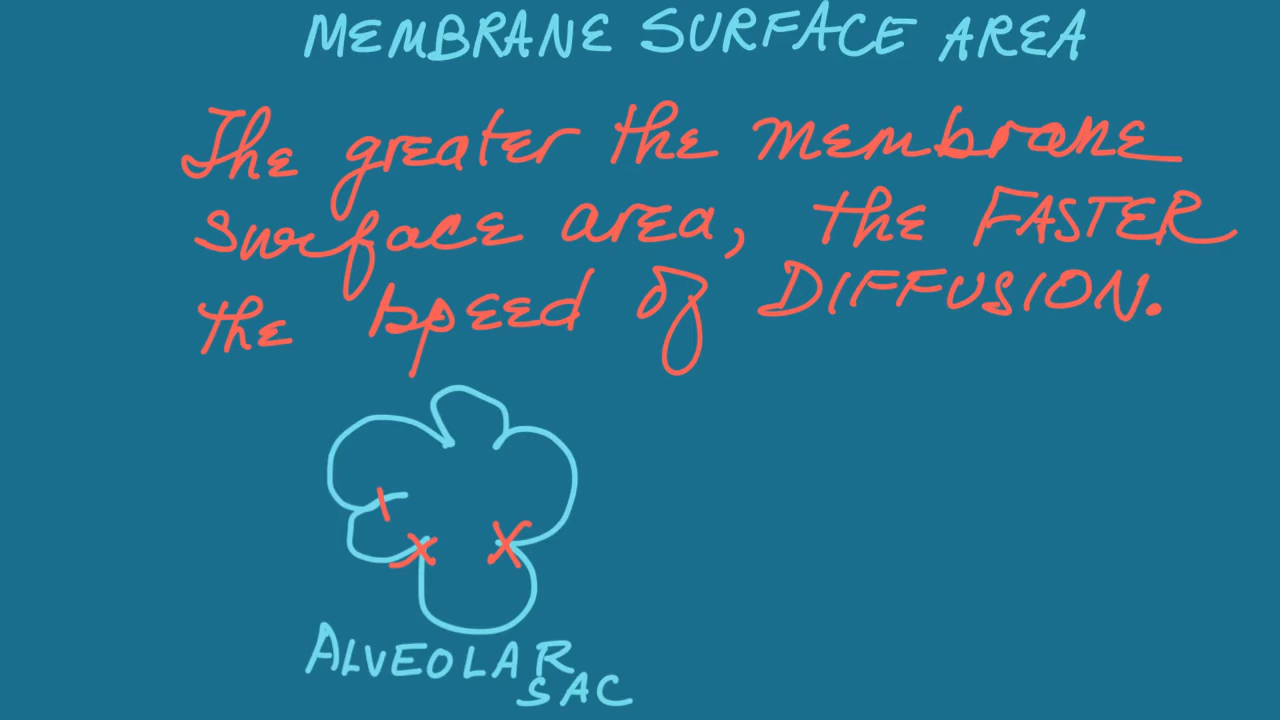 MEMBRANE SURFACE AREA
The greater the membrane
surface area, the FASTER
the speed of DIFFUSION.
ALVEOLAR
SAC